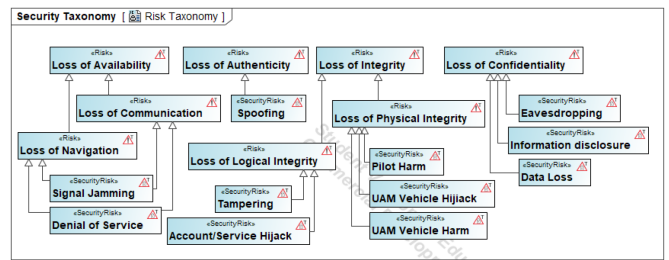 Security Taxonomy [ Risk Taxonomy ]
«Risk»
Loss of Availability
«Risk»
Loss of Authenticity
«Risk»
Loss of Integrity
«Risk»
Loss of Confidentiality
«Risk»
Loss of Communication
«SecurityRisk»
Spoofing
«Risk»
Loss of Physical Integrity
«SecurityRisk»
Eavesdropping
«Risk»
Loss of Navigation
«Risk»
Loss of Logical Integrity
«SecurityRisk»
Pilot Harm
«SecurityRisk»
Information disclosure
«SecurityRisk»
Data Loss
«SecurityRisk»
Signal Jamming
«SecurityRisk»
Tampering
«SecurityRisk»
UAM Vehicle Hijiack
«SecurityRisk»
Denial of Service
«SecurityRisk»
Account/Service Hijack
«SecurityRisk»
UAM Vehicle Harm